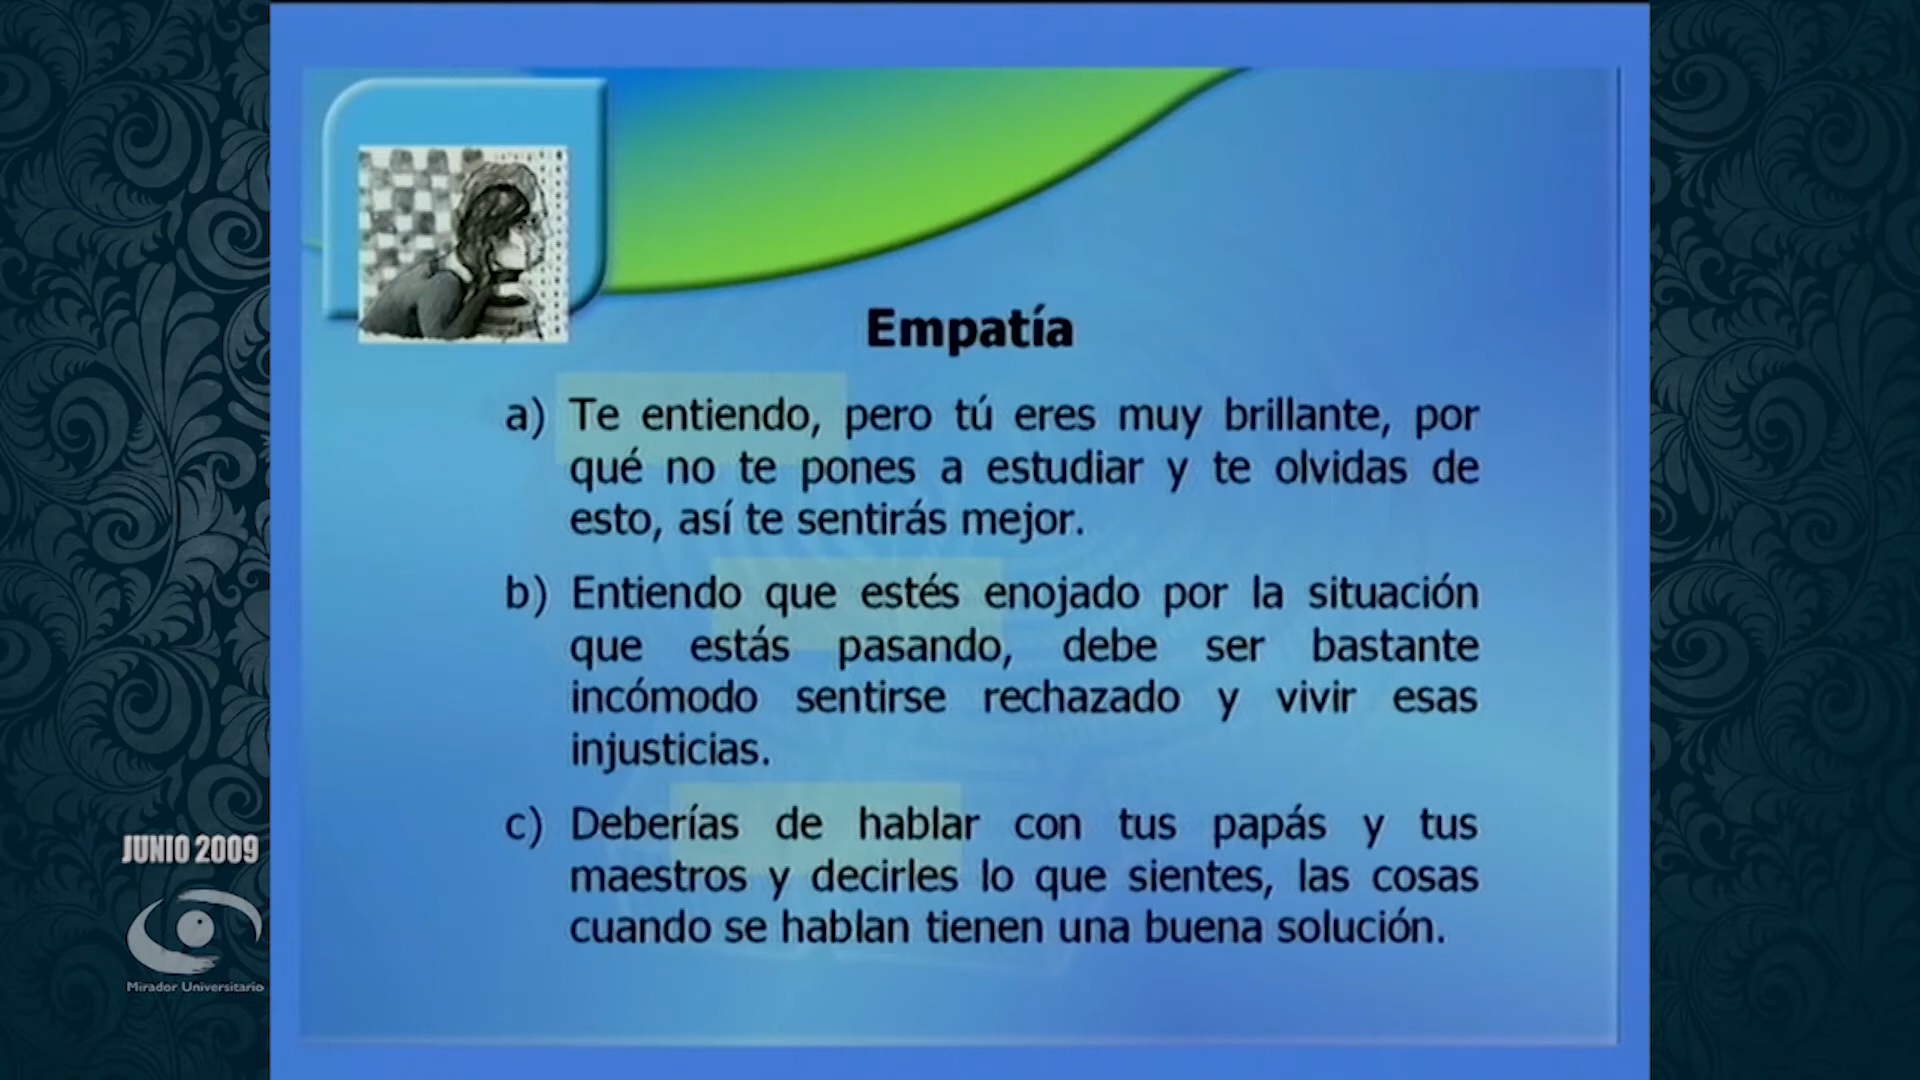 Empatía
a) Te entiendo, pero tú eres muy brillante, por
qué no te pones a estudiar y te olvidas de
esto, así te sentirás mejor.
b) Entiendo que estés enojado por la situación
que estás pasando, debe ser bastante
incómodo sentirse rechazado y vivir esas
injusticias.
c) Deberías de hablar con tus papás y tus
maestros y decirles lo que sientes, las cosas
cuando se hablan tienen una buena solución.
JUNIO 2009
Mirador Universitario